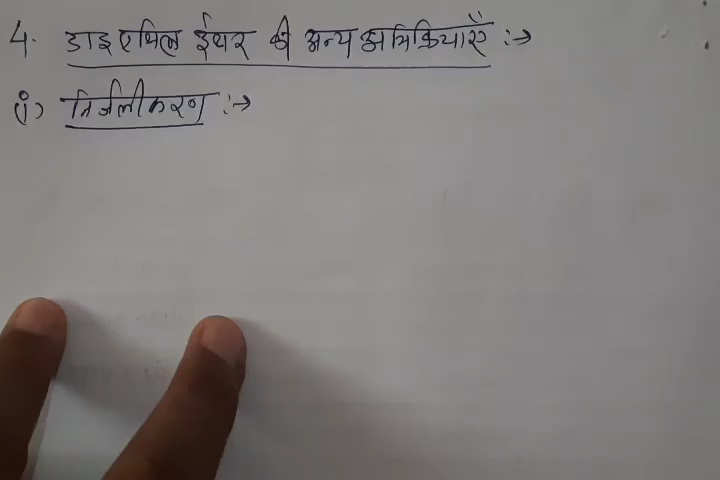 4. डाइएथिल ईथर की अन्य अभिक्रियाएँ :→
(i) निर्जलीकरण :→